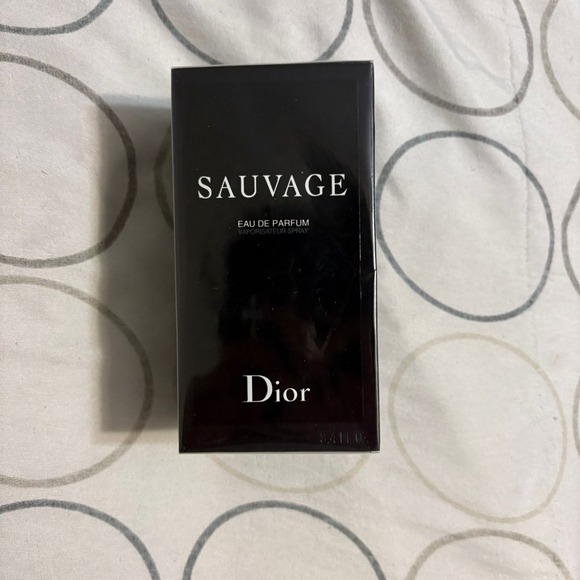 SAUVAGE
EAU DE PARFUM
VAPORISATEUR SPRAY
Dior